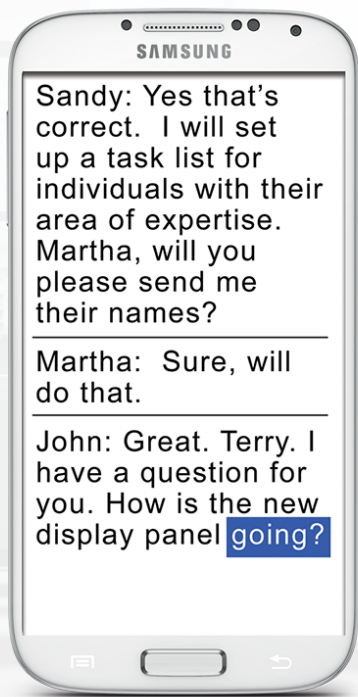 SAMSUNG
Sandy: Yes that's
correct.  I will set
up a task list for
individuals with their
area of expertise.
Martha, will you
please send me
their names?
Martha:  Sure, will
do that.
John: Great. Terry. I
have a question for
you. How is the new
display panel going?